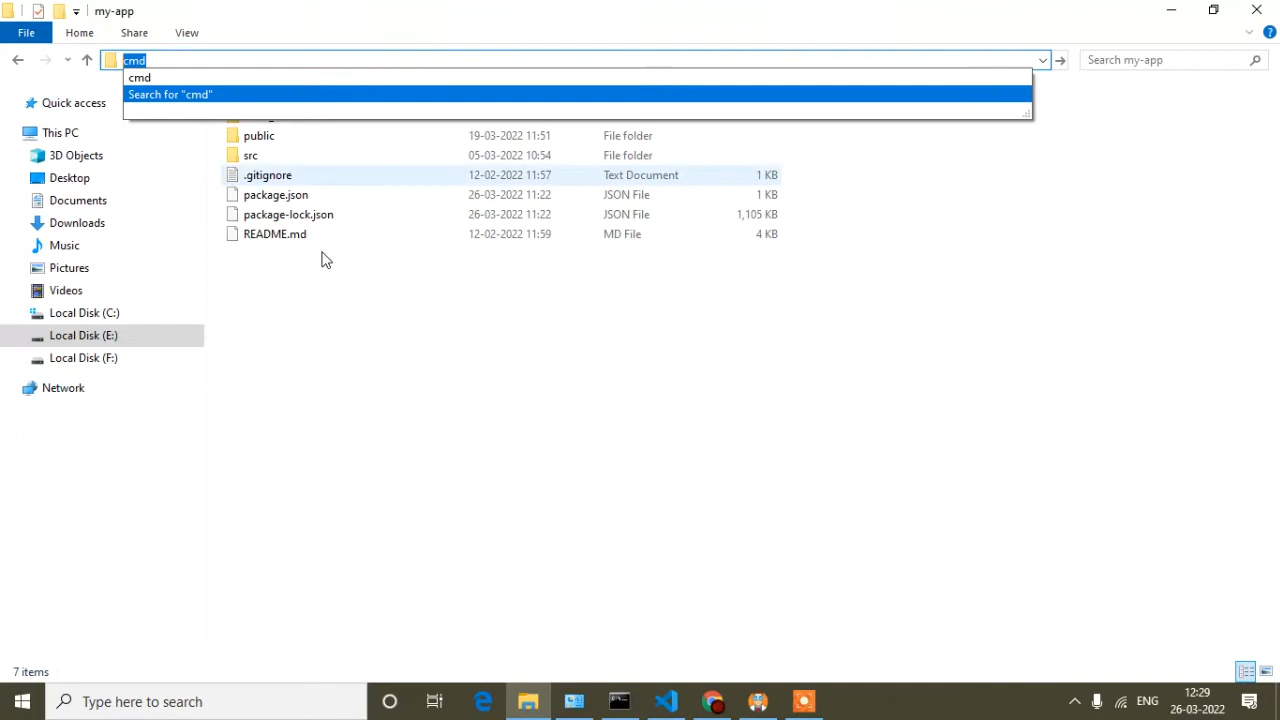 my-app
File Home Share View
cmd
Search my-app
cmd
Search for "cmd"
Quick access
This PC
3D Objects
Desktop
Documents
Downloads
Music
Pictures
Videos
Local Disk (C:)
Local Disk (E:)
Local Disk (F:)
Network
public 19-03-2022 11:51 File folder
src 05-03-2022 10:54 File folder
.gitignore 12-02-2022 11:57 Text Document 1 KB
package.json 26-03-2022 11:22 JSON File 1 KB
package-lock.json 26-03-2022 11:22 JSON File 1,105 KB
README.md 12-02-2022 11:59 MD File 4 KB
7 items
Type here to search
ENG
12:29
26-03-2022